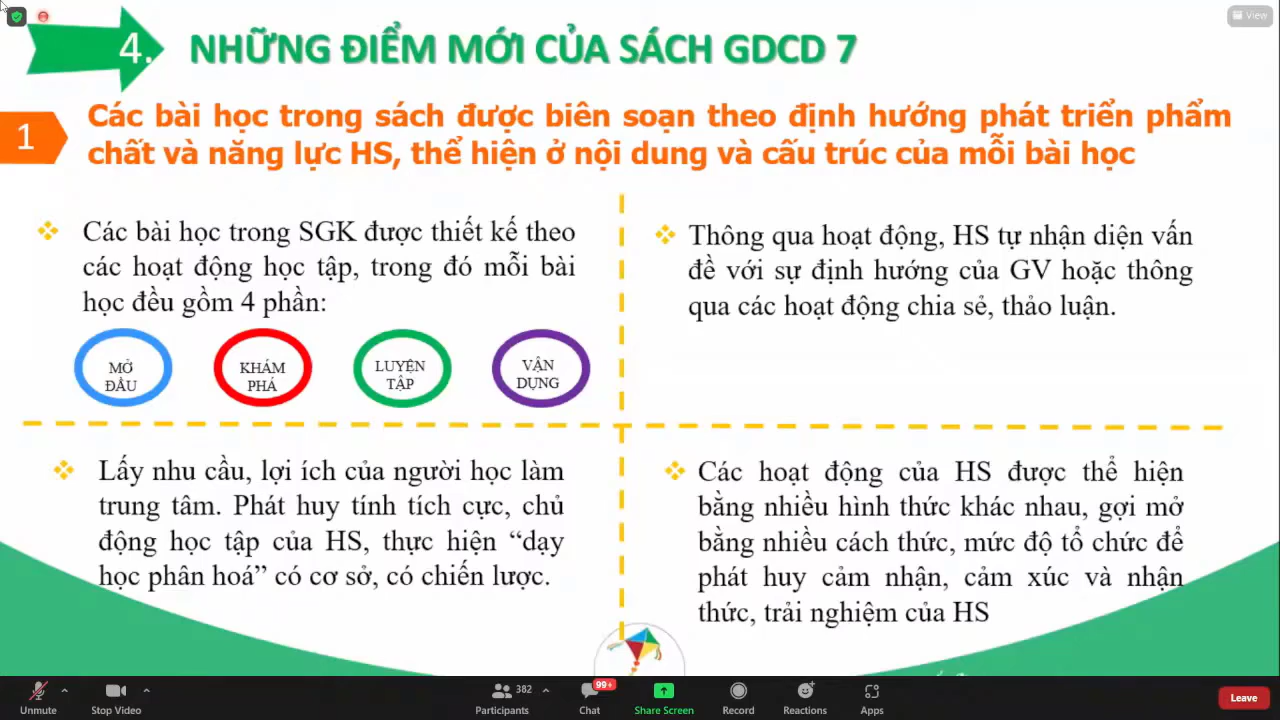 View
4.
NHỮNG ĐIỂM MỚI CỦA SÁCH GDCD 7
1
Các bài học trong sách được biên soạn theo định hướng phát triển phẩm
chất và năng lực HS, thể hiện ở nội dung và cấu trúc của mỗi bài học
Các bài học trong SGK được thiết kế theo
các hoạt động học tập, trong đó mỗi bài
học đều gồm 4 phần:
MỞ
ĐẦU
KHÁM
PHÁ
LUYỆN
TẬP
VẬN
DỤNG
Thông qua hoạt động, HS tự nhận diện vấn
đề với sự định hướng của GV hoặc thông
qua các hoạt động chia sẻ, thảo luận.
Lấy nhu cầu, lợi ích của người học làm
trung tâm. Phát huy tính tích cực, chủ
động học tập của HS, thực hiện “dạy
học phân hoá” có cơ sở, có chiến lược.
Các hoạt động của HS được thể hiện
bằng nhiều hình thức khác nhau, gợi mở
bằng nhiều cách thức, mức độ tổ chức để
phát huy cảm nhận, cảm xúc và nhận
thức, trải nghiệm của HS
Unmute
Stop Video
382
Participants
99+
Chat
Share Screen
Record
Reactions
Apps
Leave